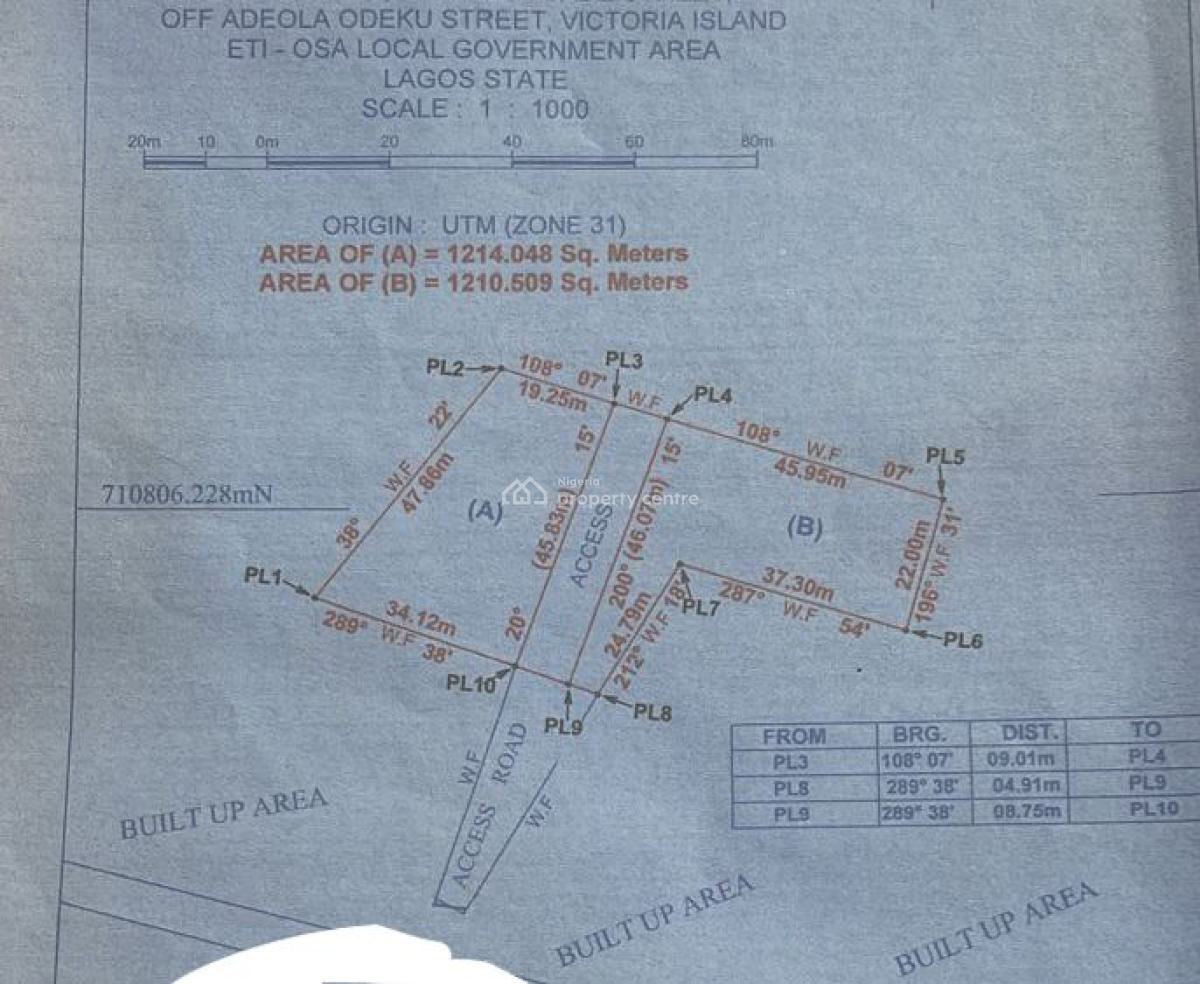 OFF ADEOLA ODEKU STREET, VICTORIA ISLAND
ETI - OSA LOCAL GOVERNMENT AREA
LAGOS STATE
SCALE : 1 : 1000
20m 10 0m 20 40 60 80m
ORIGIN : UTM (ZONE 31)
AREA OF (A) = 1214.048 Sq. Meters
AREA OF (B) = 1210.509 Sq. Meters
PL2
108° 07'
19.25m
PL3
W.F
PL4
108° W.F 07'
45.95m
PL5
38° W.F 22'
47.86m
710806.228mN
(A)
20° 15'
(45.83m)
ACCESS
200° (46.07m) 15'
(B)
22.00m
196° W.F 31'
Nigeria
property centre
PL1
34.12m
289° W.F 38'
24.79m
212° W.F 18'
PL7
37.30m
287° W.F 54'
PL6
PL10
PL9
PL8
W.F
ACCESS ROAD
W.F
FROM BRG. DIST. TO
PL3 108° 07' 09.01m PL4
PL8 289° 38' 04.91m PL9
PL9 289° 38' 08.75m PL10
BUILT UP AREA
BUILT UP AREA
BUILT UP AREA